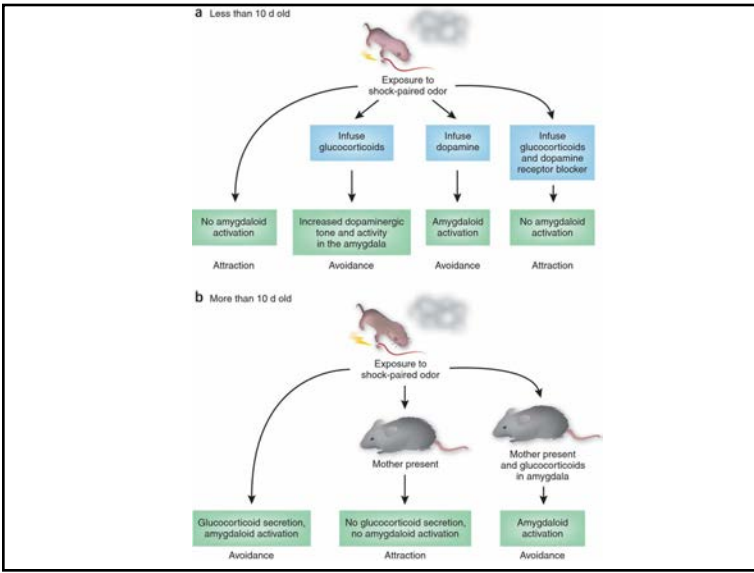 a Less than 10 d old
Exposure to
shock-paired odor
Infuse
glucocorticoids
Infuse
dopamine
Infuse
glucocorticoids
and dopamine
receptor blocker
No amygdaloid
activation
Increased dopaminergic
tone and activity
in the amygdala
Amygdaloid
activation
No amygdaloid
activation
Attraction
Avoidance
Avoidance
Attraction
b More than 10 d old
Exposure to
shock-paired odor
Mother present
Mother present
and glucocorticoids
in amygdala
Glucocorticoid secretion,
amygdaloid activation
No glucocorticoid secretion,
no amygdaloid activation
Amygdaloid
activation
Avoidance
Attraction
Avoidance